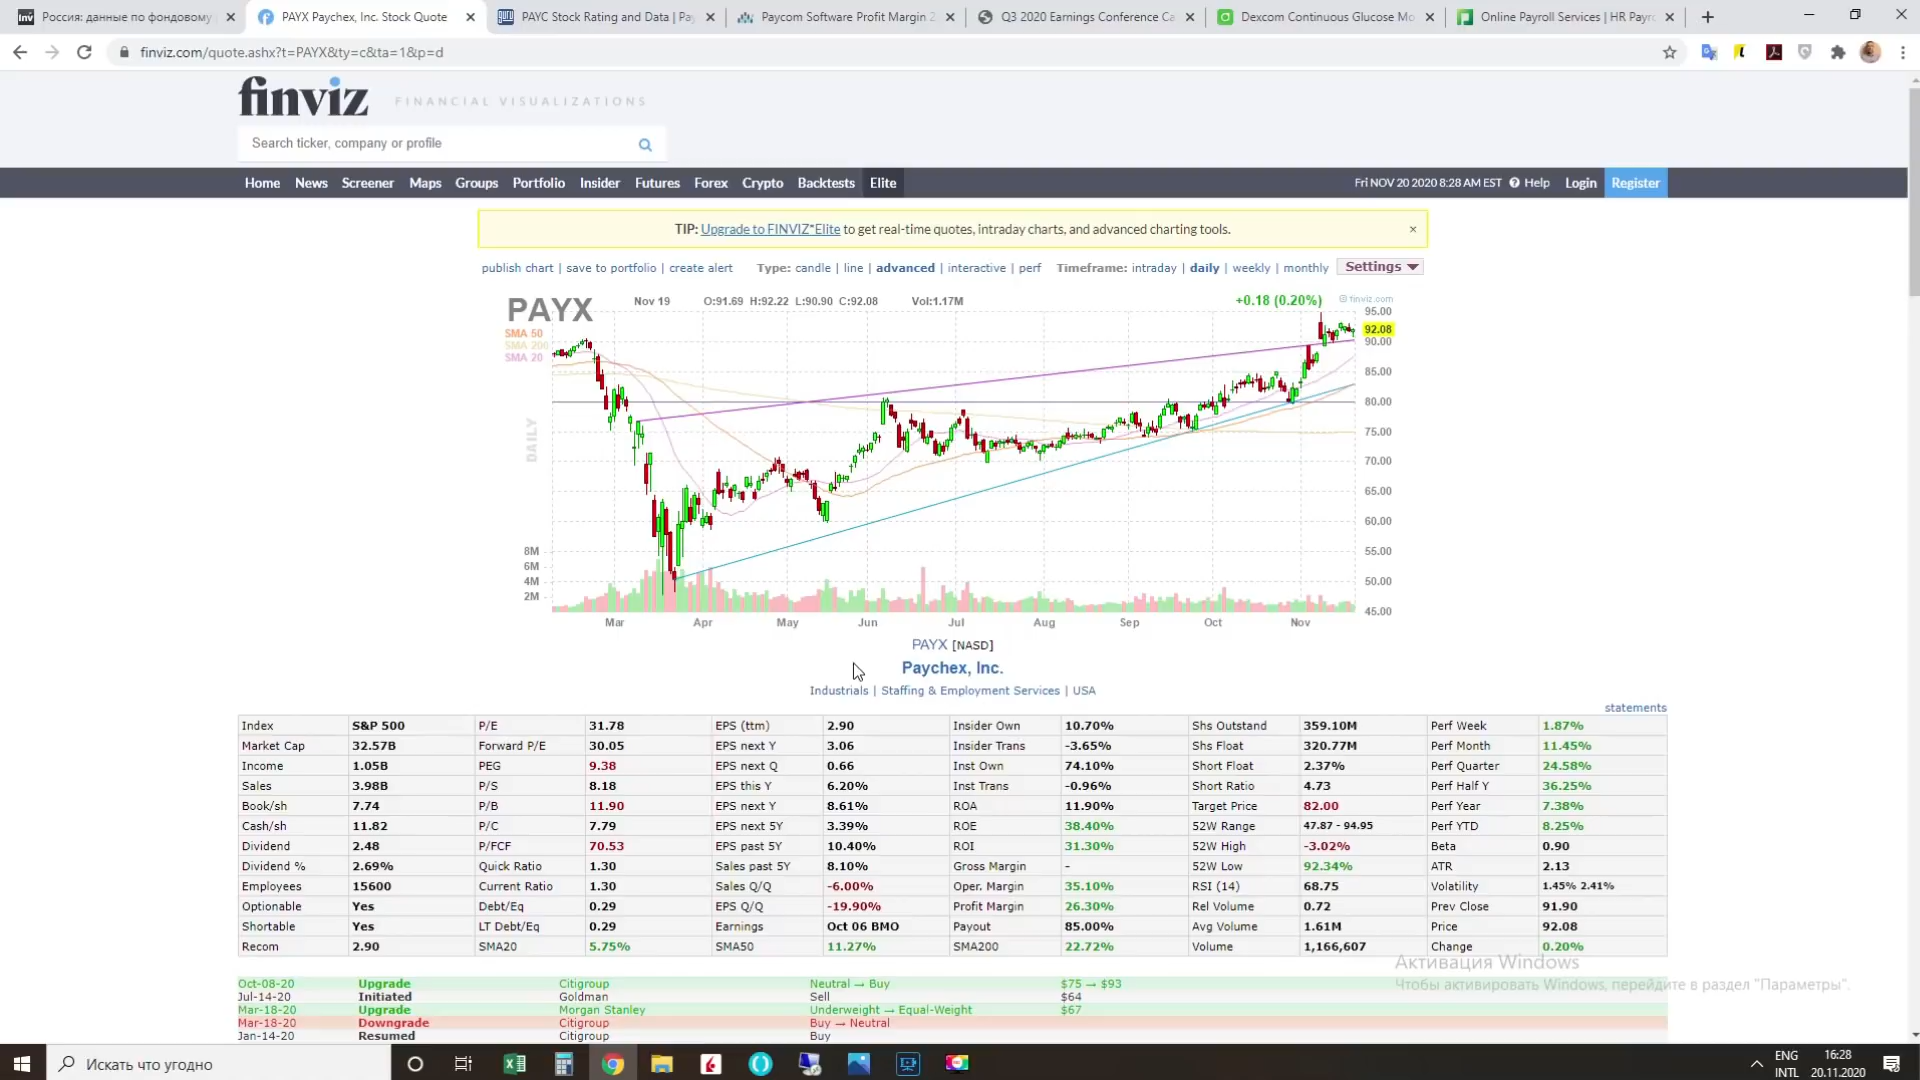 Россия: данные по фондовому
PAYX Paychex, Inc. Stock Quote
PAYC Stock Rating and Data | Pa
Paycom Software Profit Margin 2
Q3 2020 Earnings Conference Ca
Dexcom Continuous Glucose Mo
Online Payroll Services | HR Payro
finviz.com/quote.ashx?t=PAYX&ty=c&ta=1&p=d
finviz FINANCIAL VISUALIZATIONS
Search ticker, company or profile
Home News Screener Maps Groups Portfolio Insider Futures Forex Crypto Backtests Elite Fri NOV 20 2020 8:28 AM EST Help Login Register
TIP: Upgrade to FINVIZ*Elite to get real-time quotes, intraday charts, and advanced charting tools. ×
publish chart | save to portfolio | create alert Type: candle | line | advanced | interactive | perf Timeframe: intraday | daily | weekly | monthly Settings
PAYX Nov 19 O:91.69 H:92.22 L:90.90 C:92.08 Vol:1.17M +0.18 (0.20%) © finviz.com
SMA 50
SMA 200
SMA 20
DAILY
95.00
92.08
90.00
85.00
80.00
75.00
70.00
65.00
60.00
55.00
50.00
45.00
8M
6M
4M
2M
Mar Apr May Jun Jul Aug Sep Oct Nov
PAYX [NASD]
Paychex, Inc.
Industrials | Staffing & Employment Services | USA
statements
Index S&P 500 P/E 31.78 EPS (ttm) 2.90 Insider Own 10.70% Shs Outstand 359.10M Perf Week 1.87%
Market Cap 32.57B Forward P/E 30.05 EPS next Y 3.06 Insider Trans -3.65% Shs Float 320.77M Perf Month 11.45%
Income 1.05B PEG 9.38 EPS next Q 0.66 Inst Own 74.10% Short Float 2.37% Perf Quarter 24.58%
Sales 3.98B P/S 8.18 EPS this Y 6.20% Inst Trans -0.96% Short Ratio 4.73 Perf Half Y 36.25%
Book/sh 7.74 P/B 11.90 EPS next Y 8.61% ROA 11.90% Target Price 82.00 Perf Year 7.38%
Cash/sh 11.82 P/C 7.79 EPS next 5Y 3.39% ROE 38.40% 52W Range 47.87 - 94.95 Perf YTD 8.25%
Dividend 2.48 P/FCF 70.53 EPS past 5Y 10.40% ROI 31.30% 52W High -3.02% Beta 0.90
Dividend % 2.69% Quick Ratio 1.30 Sales past 5Y 8.10% Gross Margin - 52W Low 92.34% ATR 2.13
Employees 15600 Current Ratio 1.30 Sales Q/Q -6.00% Oper. Margin 35.10% RSI (14) 68.75 Volatility 1.45% 2.41%
Optionable Yes Debt/Eq 0.29 EPS Q/Q -19.90% Profit Margin 26.30% Rel Volume 0.72 Prev Close 91.90
Shortable Yes LT Debt/Eq 0.29 Earnings Oct 06 BMO Payout 85.00% Avg Volume 1.61M Price 92.08
Recom 2.90 SMA20 5.75% SMA50 11.27% SMA200 22.72% Volume 1,166,607 Change 0.20%
Активация Windows
Чтобы активировать Windows, перейдите в раздел "Параметры".
Oct-08-20 Upgrade Citigroup Neutral → Buy $75 → $93
Jul-14-20 Initiated Goldman Sell $64
Mar-18-20 Upgrade Morgan Stanley Underweight → Equal-Weight $67
Mar-18-20 Downgrade Citigroup Buy → Neutral
Jan-14-20 Resumed Citigroup Buy
Искать что угодно
ENG 16:28
INTL 20.11.2020